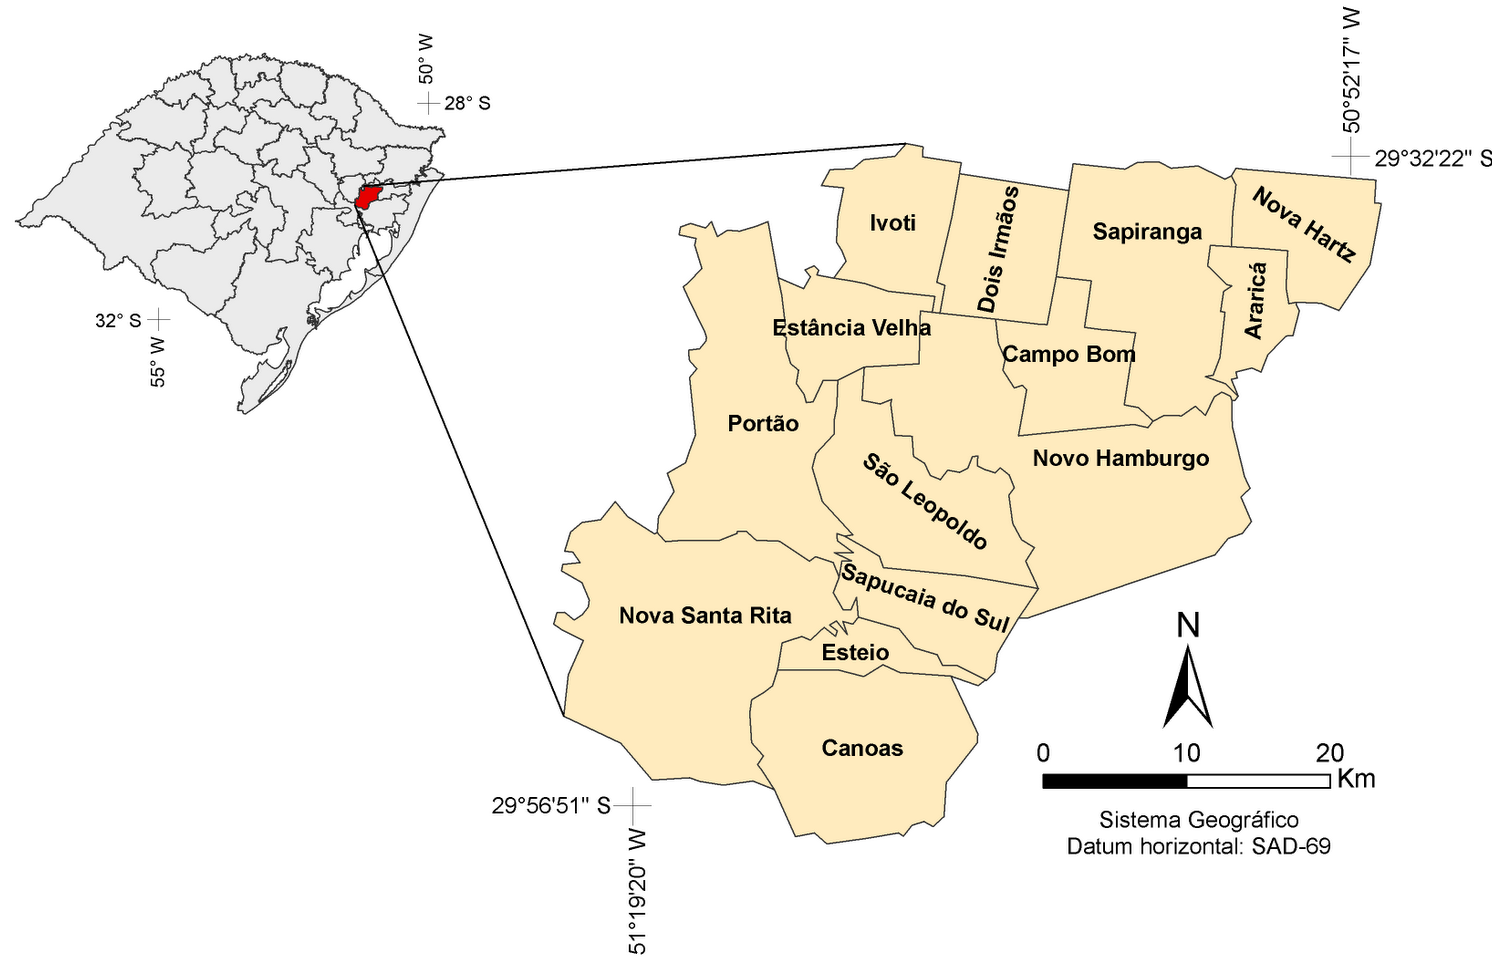 50° W
28° S
32° S
55° W
50°52'17" W
29°32'22" S
Ivoti
Dois Irmãos
Sapiranga
Nova Hartz
Araricá
Estância Velha
Campo Bom
Portão
Novo Hamburgo
São Leopoldo
Sapucaia do Sul
Nova Santa Rita
Esteio
Canoas
N
0 10 20
Km
29°56'51" S
51°19'20" W
Sistema Geográfico
Datum horizontal: SAD-69